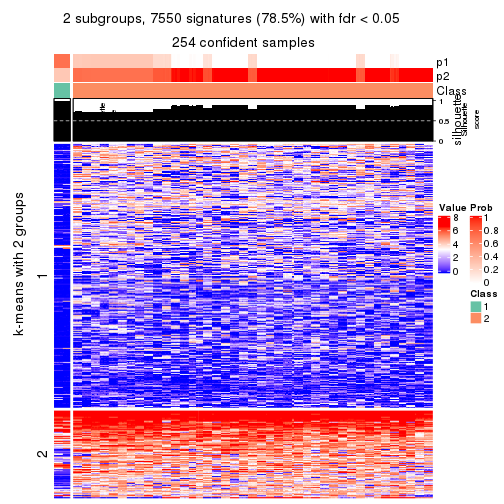 2 subgroups, 7550 signatures (78.5%) with fdr < 0.05
254 confident samples
p1
p2
Class
1
0.5
0
silhouette
Silhouette
score
k-means with 2 groups
1
2
Value
8
6
4
2
0
Prob
1
0.8
0.6
0.4
0.2
0
Class
1
2